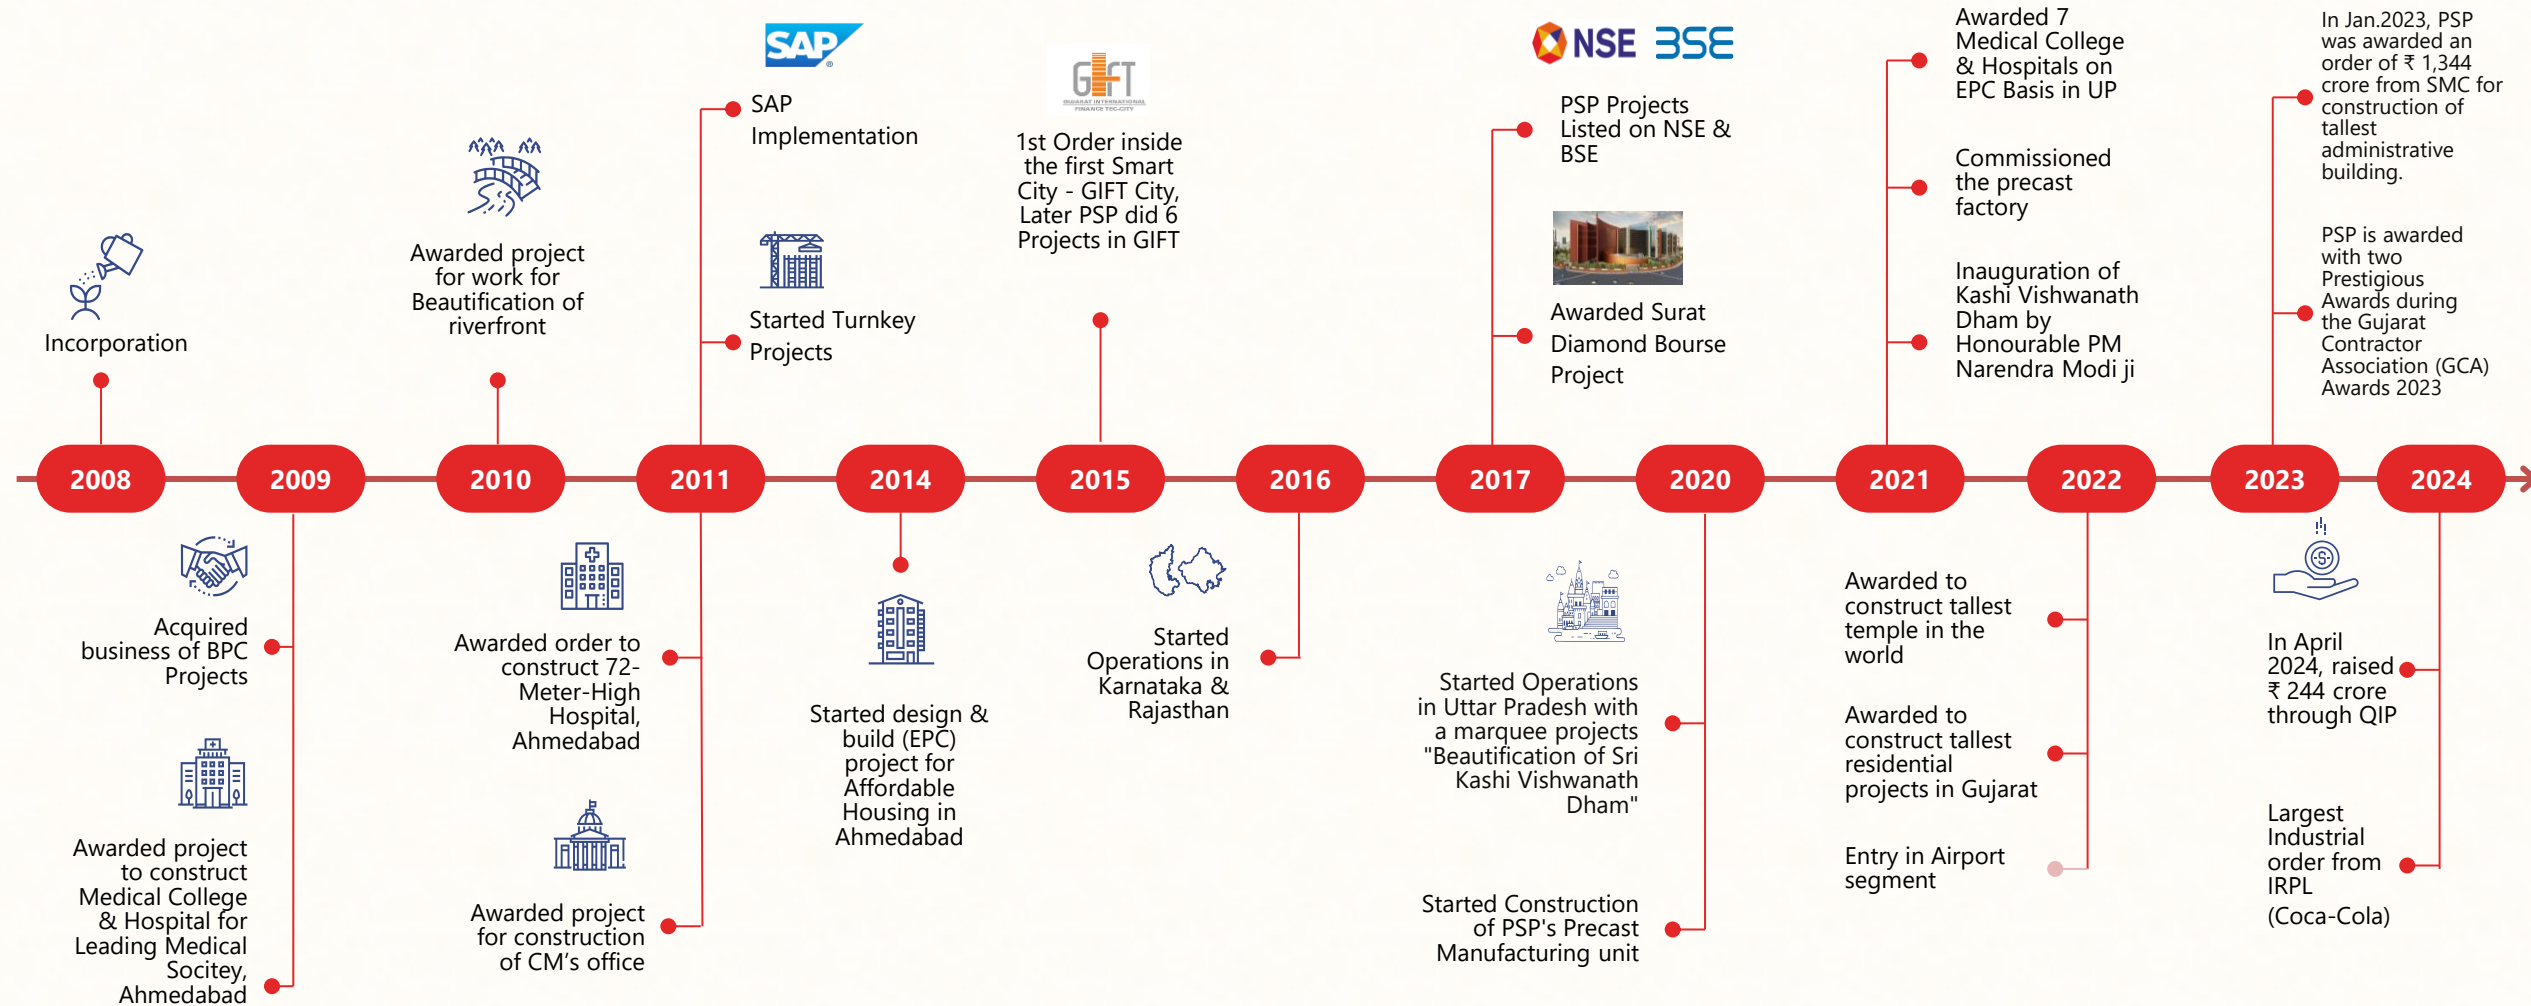 SAP
®
SAP
Implementation
Started Turnkey
Projects
GIFT
GUJARAT INTERNATIONAL
FINANCE TEC-CITY
1st Order inside
the first Smart
City - GIFT City,
Later PSP did 6
Projects in GIFT
NSE BSE
PSP Projects
Listed on NSE &
BSE
Awarded Surat
Diamond Bourse
Project
Awarded 7
Medical College
& Hospitals on
EPC Basis in UP
Commissioned
the precast
factory
Inauguration of
Kashi Vishwanath
Dham by
Honourable PM
Narendra Modi ji
In Jan.2023, PSP
was awarded an
order of ₹ 1,344
crore from SMC for
construction of
tallest
administrative
building.
PSP is awarded
with two
Prestigious
Awards during
the Gujarat
Contractor
Association (GCA)
Awards 2023
Awarded project
for work for
Beautification of
riverfront
Incorporation
2008
2009
2010
2011
2014
2015
2016
2017
2020
2021
2022
2023
2024
Acquired
business of BPC
Projects
Awarded project
to construct
Medical College
& Hospital for
Leading Medical
Socitey,
Ahmedabad
Awarded order to
construct 72-
Meter-High
Hospital,
Ahmedabad
Awarded project
for construction
of CM’s office
Started design &
build (EPC)
project for
Affordable
Housing in
Ahmedabad
Started
Operations in
Karnataka &
Rajasthan
Started Operations
in Uttar Pradesh with
a marquee projects
"Beautification of Sri
Kashi Vishwanath
Dham"
Started Construction
of PSP's Precast
Manufacturing unit
Awarded to
construct tallest
temple in the
world
Awarded to
construct tallest
residential
projects in Gujarat
Entry in Airport
segment
In April
2024, raised
₹ 244 crore
through QIP
Largest
Industrial
order from
IRPL
(Coca-Cola)